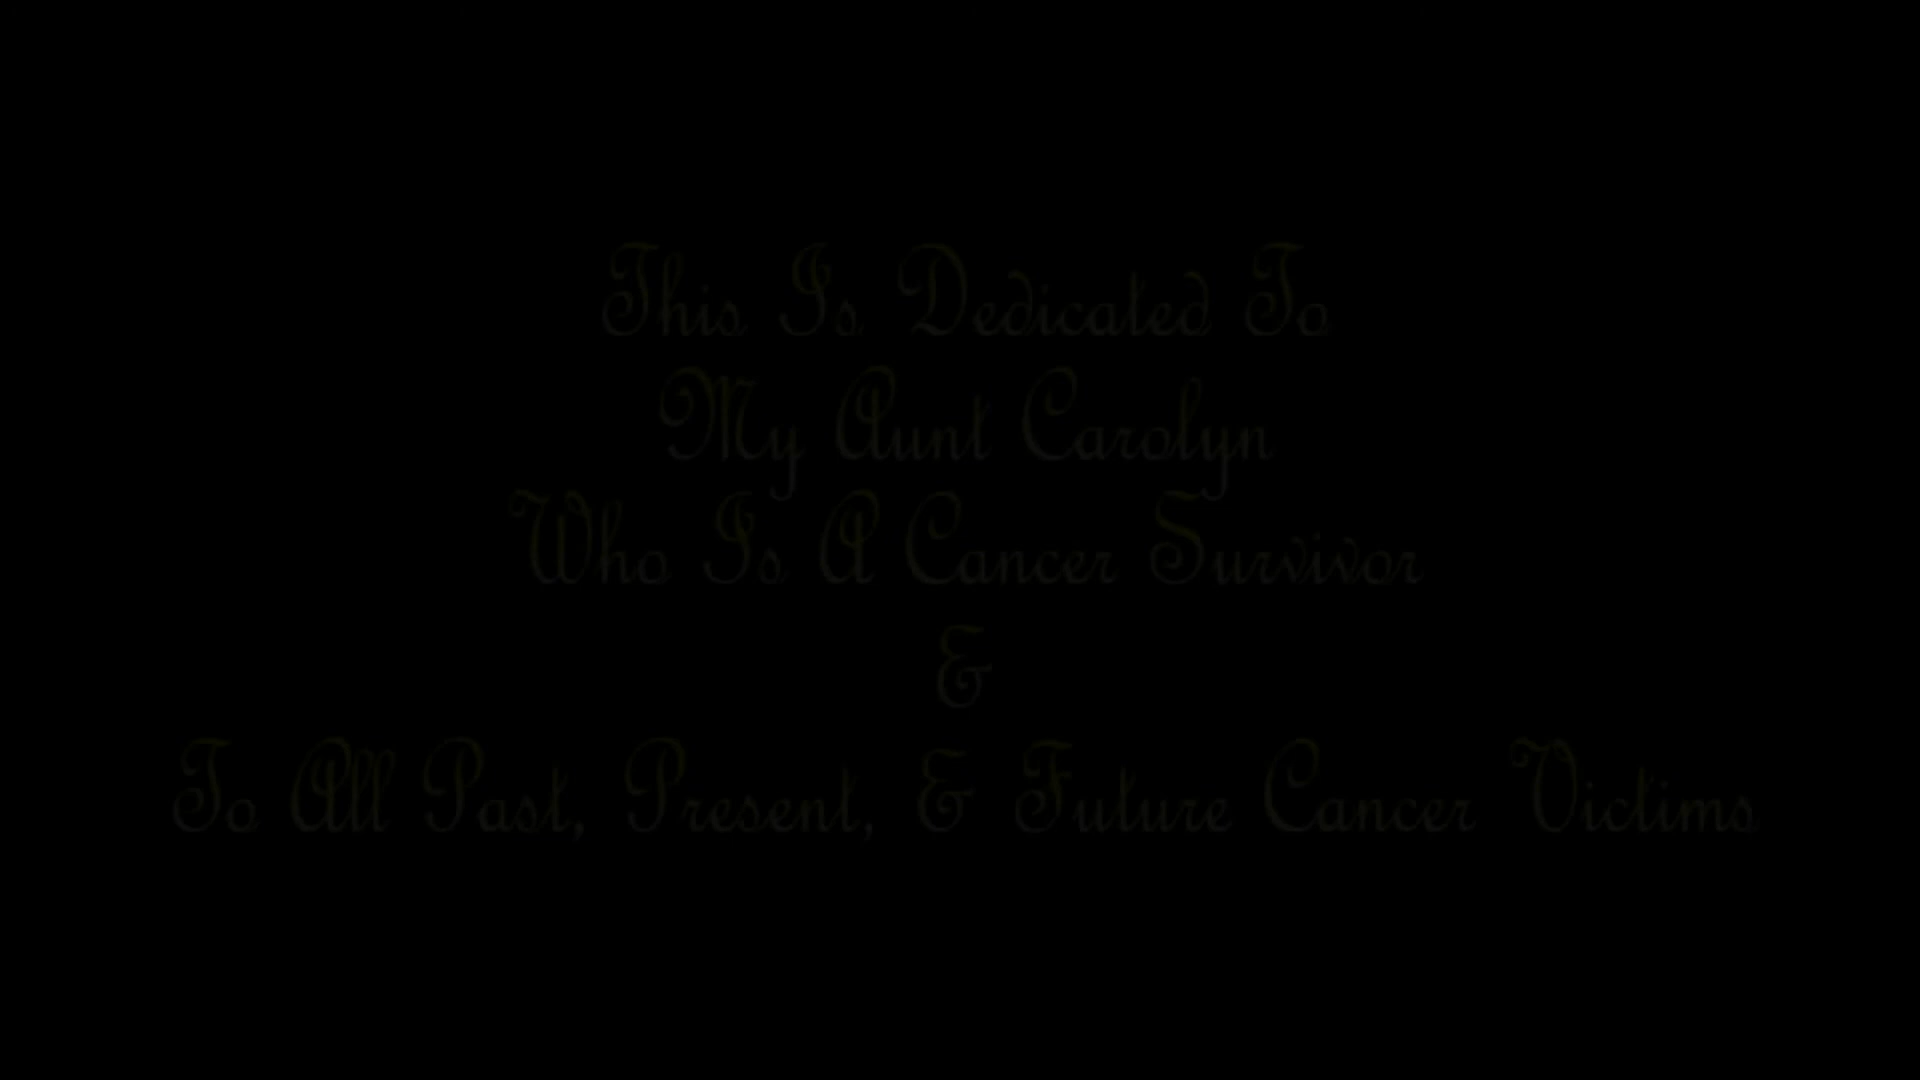 This Is Dedicated To
My Aunt Carolyn
Who Is A Cancer Survivor
&
To All Past, Present, & Future Cancer Victims